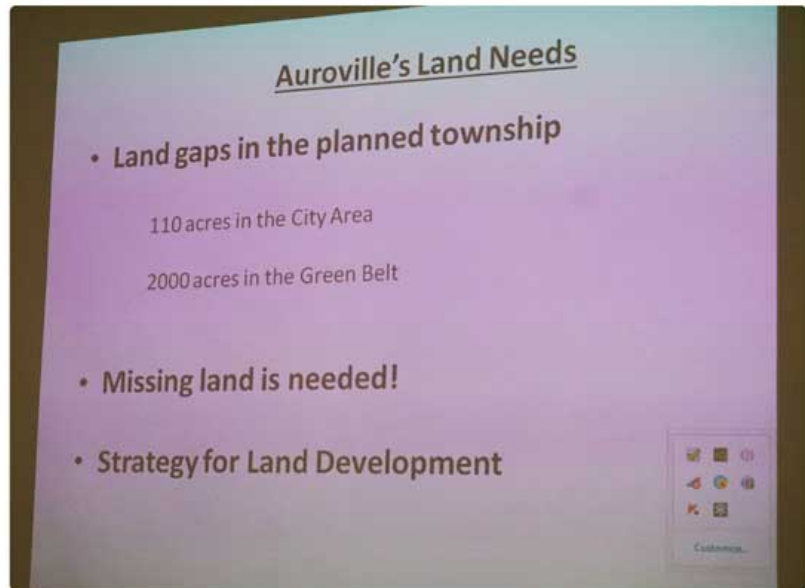 Auroville's Land Needs
• Land gaps in the planned township
110 acres in the City Area
2000 acres in the Green Belt
• Missing land is needed!
• Strategy for Land Development
Customize...